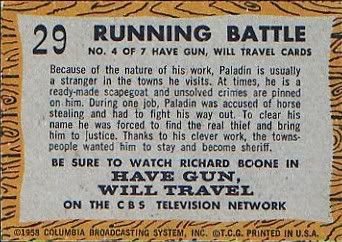 29
RUNNING BATTLE
NO. 4 OF 7 HAVE GUN, WILL TRAVEL CARDS
Because of the nature of his work, Paladin is usually
a stranger in the towns he visits. At times, he is a
ready-made scapegoat and unsolved crimes are pinned
on him. During one job, Paladin was accused of horse
stealing and had to fight his way out. To clear his
name he was forced to find the real thief and bring
him to justice. Thanks to his clever work, the towns-
people wanted him to stay and become sheriff.
BE SURE TO WATCH RICHARD BOONE IN
HAVE GUN,
WILL TRAVEL
ON THE CBS TELEVISION NETWORK
©1958 COLUMBIA BROADCASTING SYSTEM, INC. ©T.C.G. PRINTED IN U.S.A.